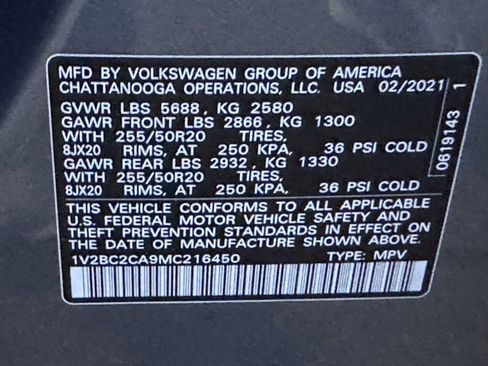 MFD BY VOLKSWAGEN GROUP OF AMERICA
CHATTANOOGA OPERATIONS, LLC. USA 02/2021
GVWR LBS 5688, KG 2580
GAWR FRONT LBS 2866, KG 1300
WITH 255/50R20 TIRES,
8JX20 RIMS, AT 250 KPA, 36 PSI COLD
GAWR REAR LBS 2932, KG 1330
WITH 255/50R20 TIRES,
8JX20 RIMS, AT 250 KPA, 36 PSI COLD
THIS VEHICLE CONFORMS TO ALL APPLICABLE
U.S. FEDERAL MOTOR VEHICLE SAFETY AND
THEFT PREVENTION STANDARDS IN EFFECT ON
THE DATE OF MANUFACTURE SHOWN ABOVE.
1V2BC2CA9MC216450 TYPE: MPV
0619143 1